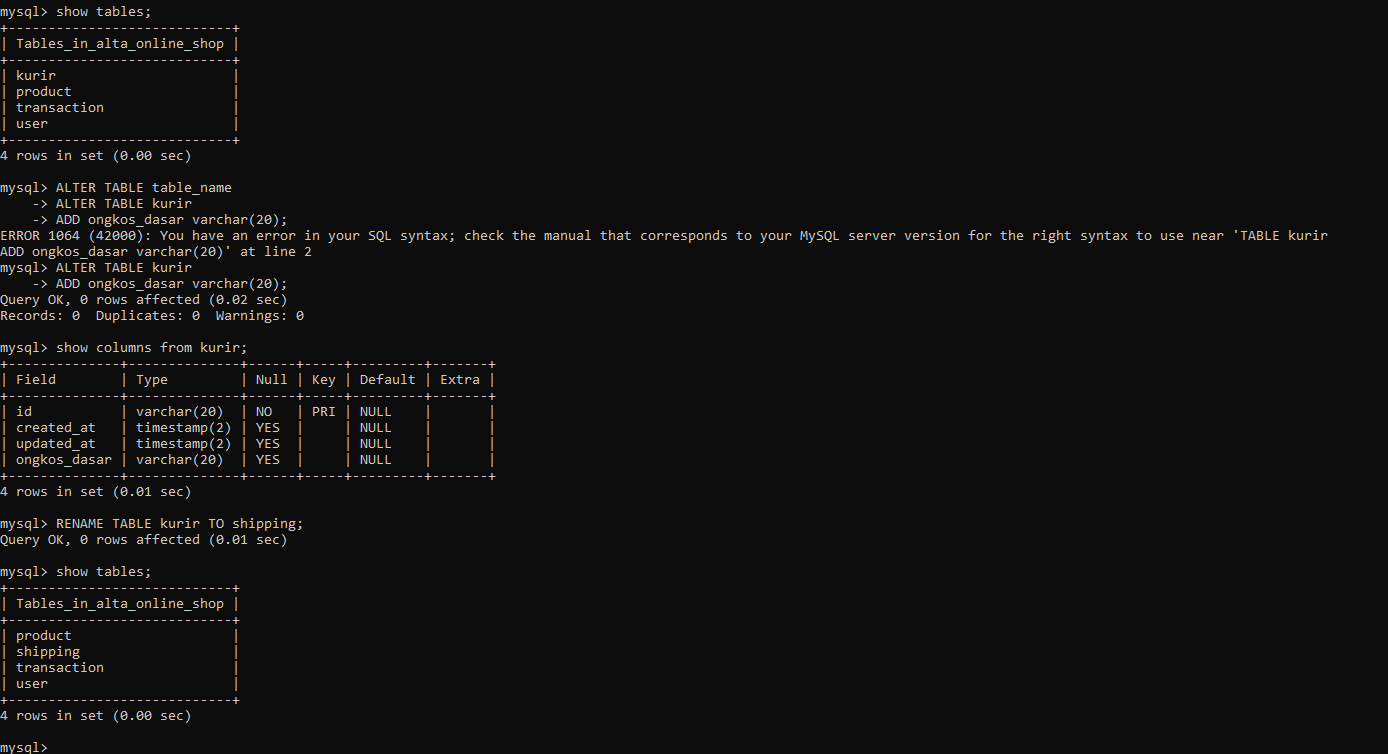 mysql> show tables;
+----------------------------+
| Tables_in_alta_online_shop |
+----------------------------+
| kurir                      |
| product                    |
| transaction                |
| user                       |
+----------------------------+
4 rows in set (0.00 sec)

mysql> ALTER TABLE table_name
    -> ALTER TABLE kurir
    -> ADD ongkos_dasar varchar(20);
ERROR 1064 (42000): You have an error in your SQL syntax; check the manual that corresponds to your MySQL server version for the right syntax to use near 'TABLE kurir
ADD ongkos_dasar varchar(20)' at line 2
mysql> ALTER TABLE kurir
    -> ADD ongkos_dasar varchar(20);
Query OK, 0 rows affected (0.02 sec)
Records: 0  Duplicates: 0  Warnings: 0

mysql> show columns from kurir;
+--------------+--------------+------+-----+---------+-------+
| Field        | Type         | Null | Key | Default | Extra |
+--------------+--------------+------+-----+---------+-------+
| id           | varchar(20)  | NO   | PRI | NULL    |       |
| created_at   | timestamp(2) | YES  |     | NULL    |       |
| updated_at   | timestamp(2) | YES  |     | NULL    |       |
| ongkos_dasar | varchar(20)  | YES  |     | NULL    |       |
+--------------+--------------+------+-----+---------+-------+
4 rows in set (0.01 sec)

mysql> RENAME TABLE kurir TO shipping;
Query OK, 0 rows affected (0.01 sec)

mysql> show tables;
+----------------------------+
| Tables_in_alta_online_shop |
+----------------------------+
| product                    |
| shipping                   |
| transaction                |
| user                       |
+----------------------------+
4 rows in set (0.00 sec)

mysql>